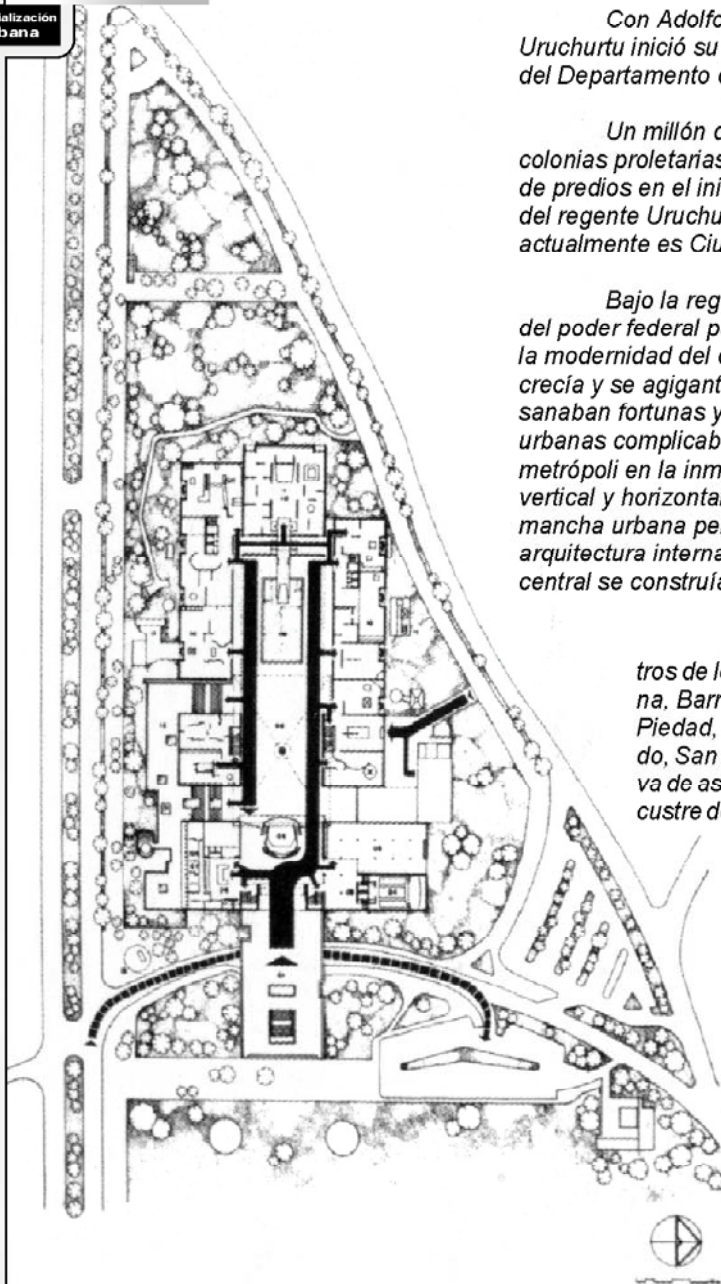 ialización
bana
Con Adolfo
Uruchurtu inició su
del Departamento
Un millón
colonias proletarias
de predios en el ini
del regente Uruchu
actualmente es Ciu
Bajo la reg
del poder federal p
la modernidad del
crecía y se agigant
sanaban fortunas y
urbanas complicab
metrópoli en la inm
vertical y horizontal
mancha urbana pe
arquitectura interna
central se construía
tros de l
na, Barr
Piedad,
do, San
va de as
custre d